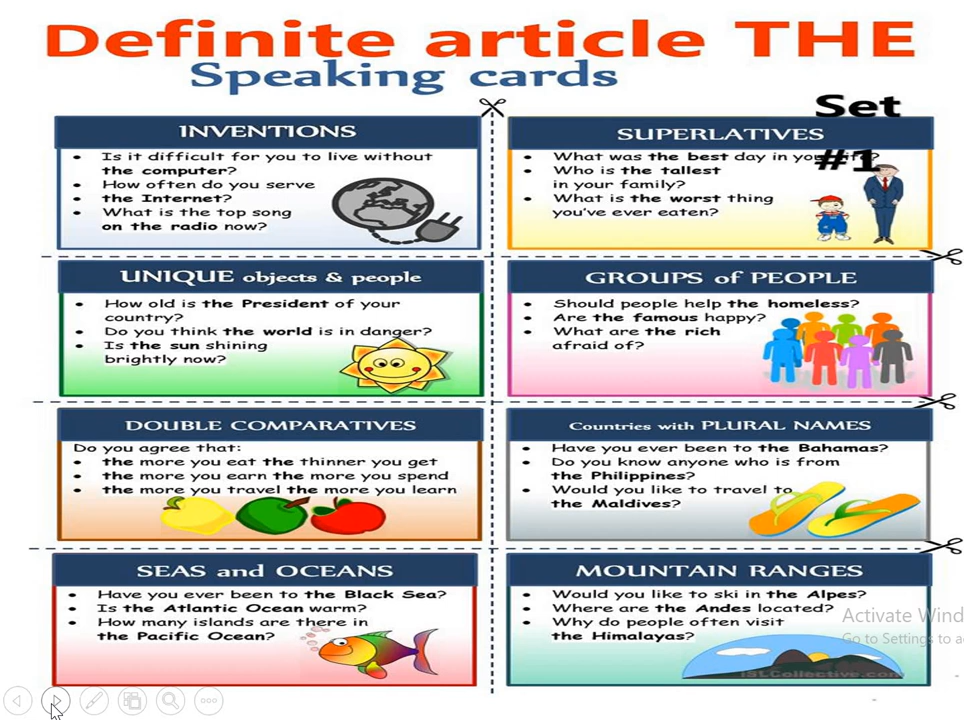 Definite article THE
Speaking cards
Set
#1
INVENTIONS
• Is it difficult for you to live without
the computer?
• How often do you serve
• the Internet?
• What is the top song
on the radio now?
SUPERLATIVES
• What was the best day in your life?
• Who is the tallest
in your family?
• What is the worst thing
you've ever eaten?
UNIQUE objects & people
• How old is the President of your
country?
• Do you think the world is in danger?
• Is the sun shining
brightly now?
GROUPS of PEOPLE
• Should people help the homeless?
• Are the famous happy?
• What are the rich
afraid of?
DOUBLE COMPARATIVES
Do you agree that:
• the more you eat the thinner you get
• the more you earn the more you spend
• the more you travel the more you learn
Countries with PLURAL NAMES
• Have you ever been to the Bahamas?
• Do you know anyone who is from
the Philippines?
• Would you like to travel to
the Maldives?
SEAS and OCEANS
• Have you ever been to the Black Sea?
• Is the Atlantic Ocean warm?
• How many islands are there in
the Pacific Ocean?
MOUNTAIN RANGES
• Would you like to ski in the Alpes?
• Where are the Andes located?
• Why do people often visit
the Himalayas?
iSLCollective.com
Activate Wind
Go to Settings to a